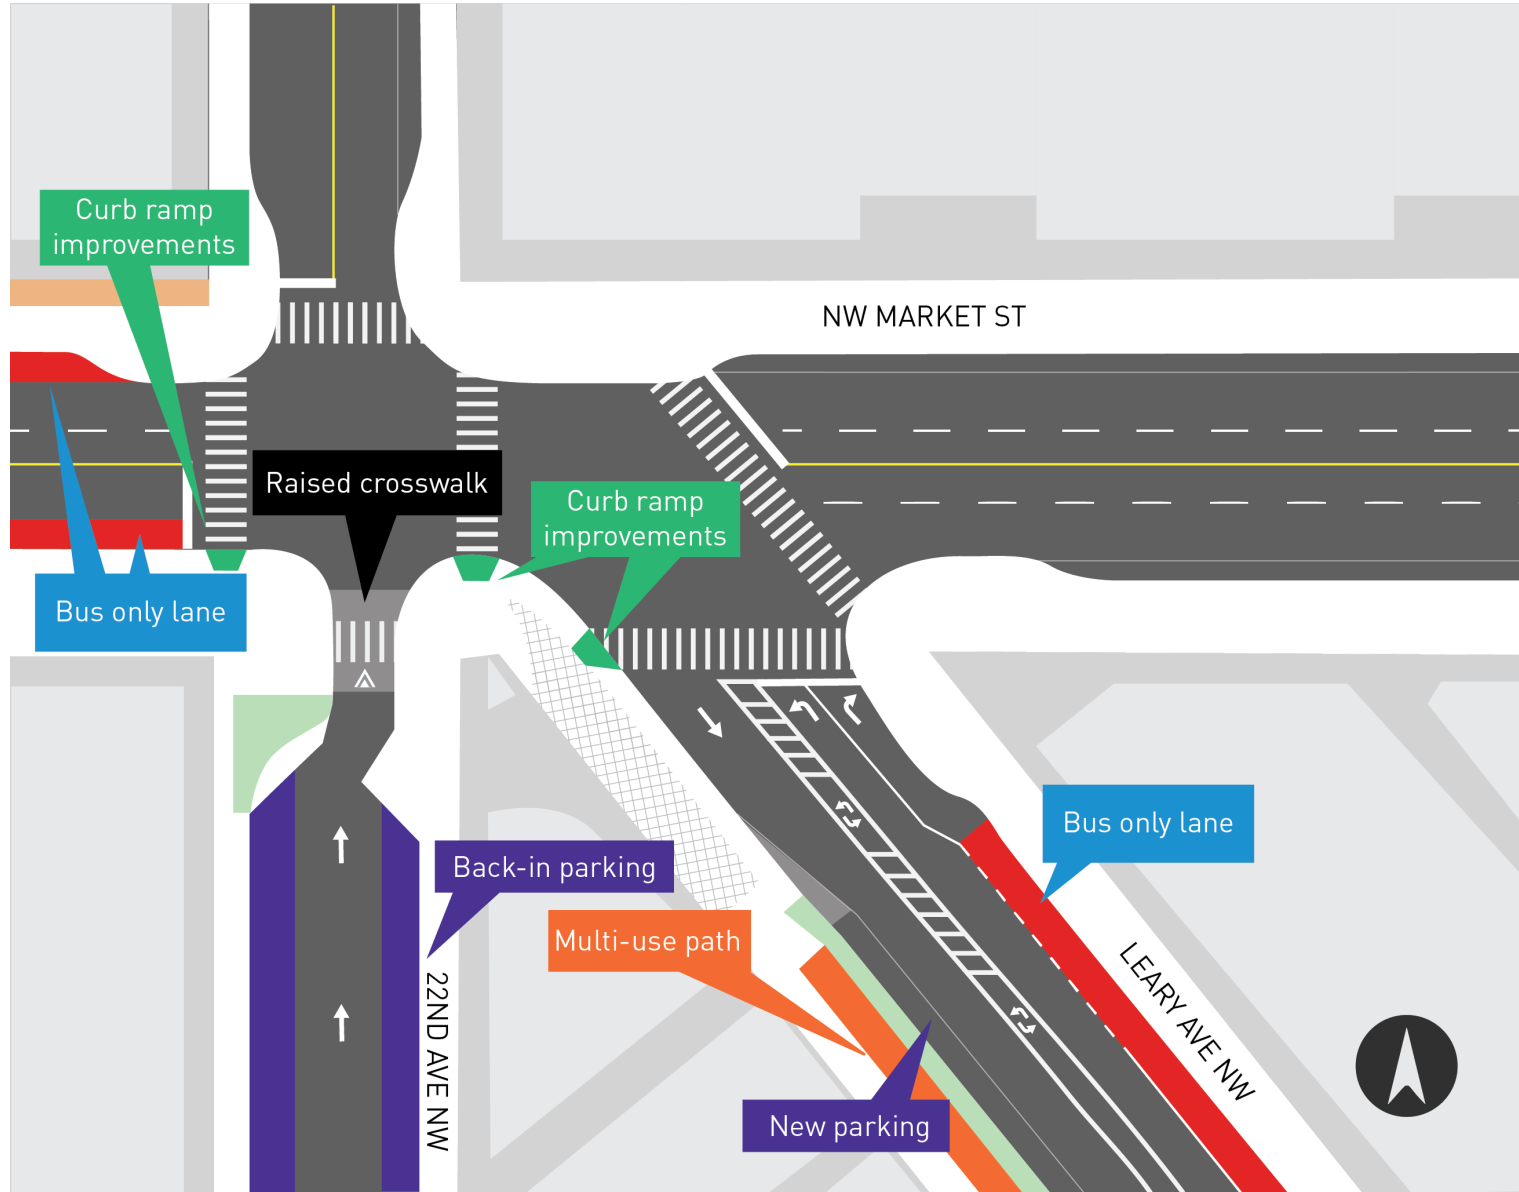 Curb ramp
improvements
NW MARKET ST
Raised crosswalk
Curb ramp
improvements
Bus only lane
Bus only lane
Back-in parking
Multi-use path
22ND AVE NW
LEARY AVE NW
New parking